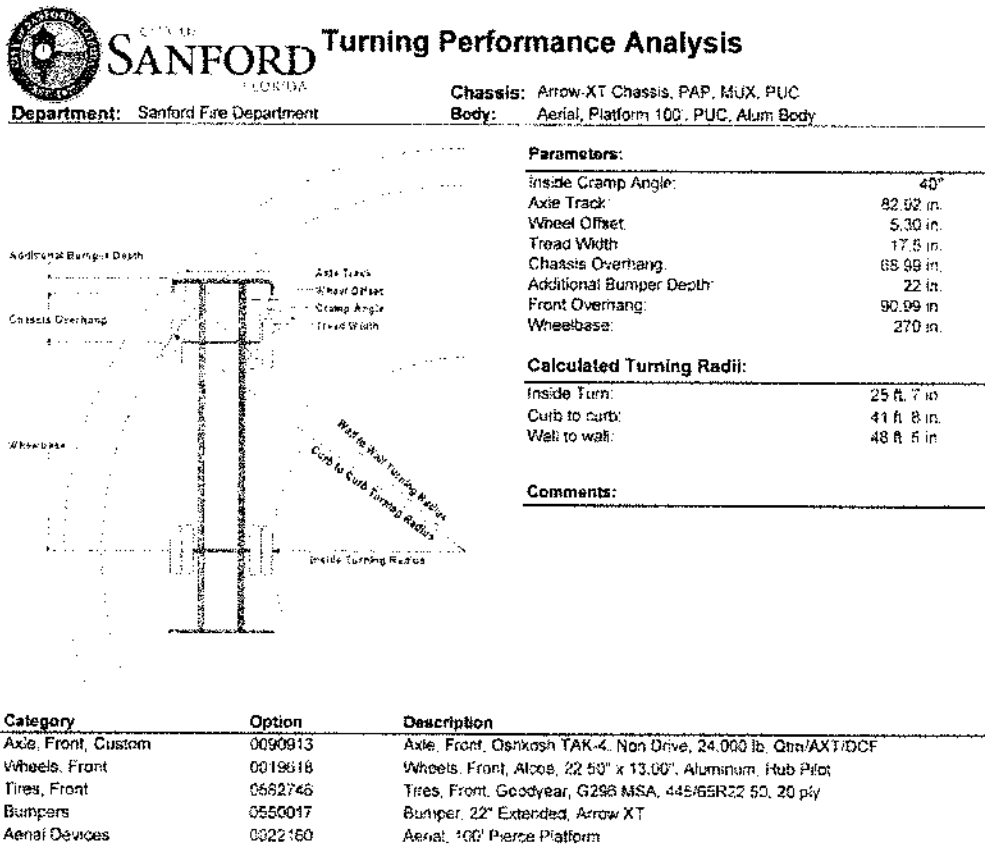 CITY OF
SANFORD
FLORIDA
Turning Performance Analysis
Department: Sanford Fire Department
Chassis: Arrow-XT Chassis, PAP, MUX, PUC
Body: Aerial, Platform 100', PUC, Alum Body
Additional Bumper Depth
Chassis Overhang
Wheelbase
Axle Track
Wheel Offset
Cramp Angle
Tread Width
Wall to Wall Turning Radius
Curb to Curb Turning Radius
Inside Turning Radius
Parameters:
Inside Cramp Angle: 40°
Axle Track: 82.92 in.
Wheel Offset: 5.30 in.
Tread Width: 17.5 in.
Chassis Overhang: 68.99 in.
Additional Bumper Depth: 22 in.
Front Overhang: 90.99 in.
Wheelbase: 270 in.
Calculated Turning Radii:
Inside Turn: 25 ft. 7 in.
Curb to curb: 41 ft. 8 in.
Wall to wall: 48 ft. 5 in.
Comments:
Category Option Description
Axle, Front, Custom 0090913 Axle, Front, Oshkosh TAK-4, Non Drive, 24,000 lb, Qtm/AXT/DCF
Wheels, Front 0019618 Wheels, Front, Alcoa, 22.50" x 13.00", Aluminum, Hub Pilot
Tires, Front 0582746 Tires, Front, Goodyear, G296 MSA, 445/65R22.50, 20 ply
Bumpers 0550017 Bumper, 22" Extended, Arrow XT
Aerial Devices 0022160 Aerial, 100' Pierce Platform